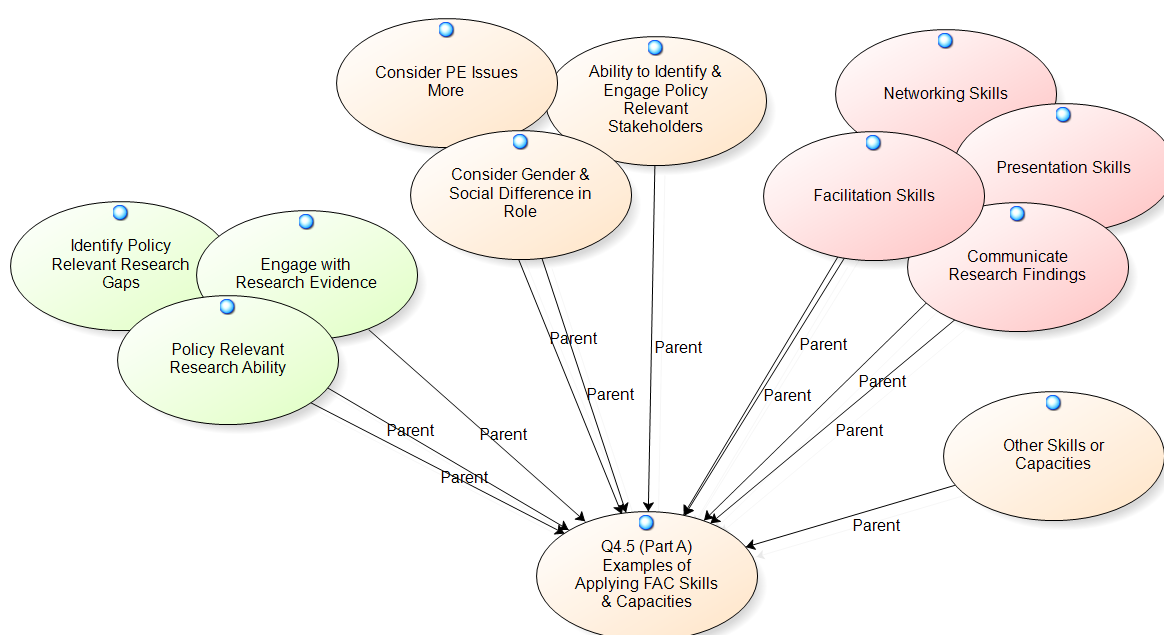 Consider PE Issues
More
Ability to Identify &
Engage Policy
Relevant
Stakeholders
Consider Gender &
Social Difference in
Role
Networking Skills
Presentation Skills
Facilitation Skills
Communicate
Research Findings
Identify Policy
Relevant Research
Gaps
Engage with
Research Evidence
Policy Relevant
Research Ability
Parent
Parent
Parent
Parent
Parent
Parent
Parent
Parent
Parent
Parent
Other Skills or
Capacities
Parent
Q4.5 (Part A)
Examples of
Applying FAC Skills
& Capacities